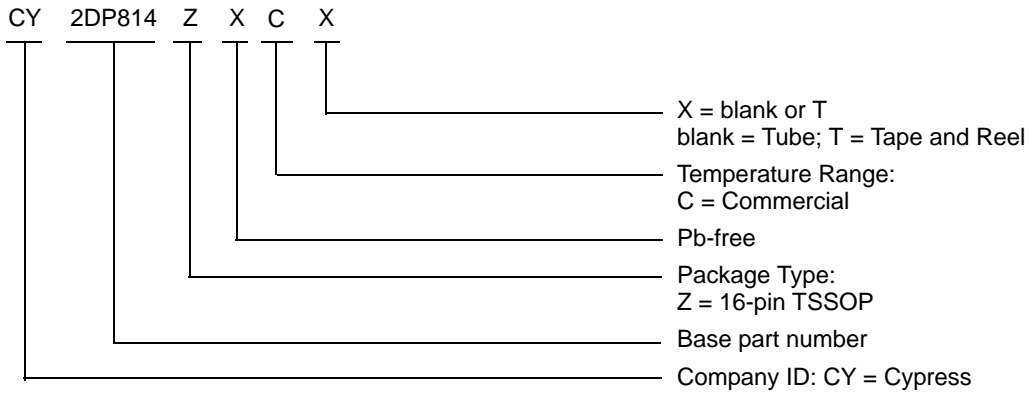 CY 2DP814 Z X C X
X = blank or T
blank = Tube; T = Tape and Reel
Temperature Range:
C = Commercial
Pb-free
Package Type:
Z = 16-pin TSSOP
Base part number
Company ID: CY = Cypress